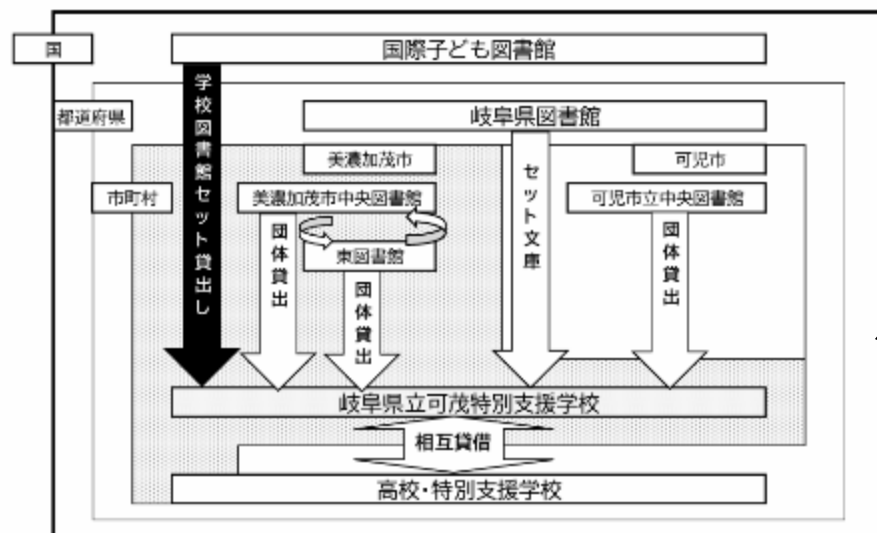 国
国際子ども図書館
学校図書館セット貸出し
都道府県
岐阜県図書館
美濃加茂市
可児市
市町村
美濃加茂市中央図書館
セット文庫
可児市立中央図書館
団体貸出
東図書館
団体貸出
団体貸出
岐阜県立可茂特別支援学校
相互貸借
高校・特別支援学校